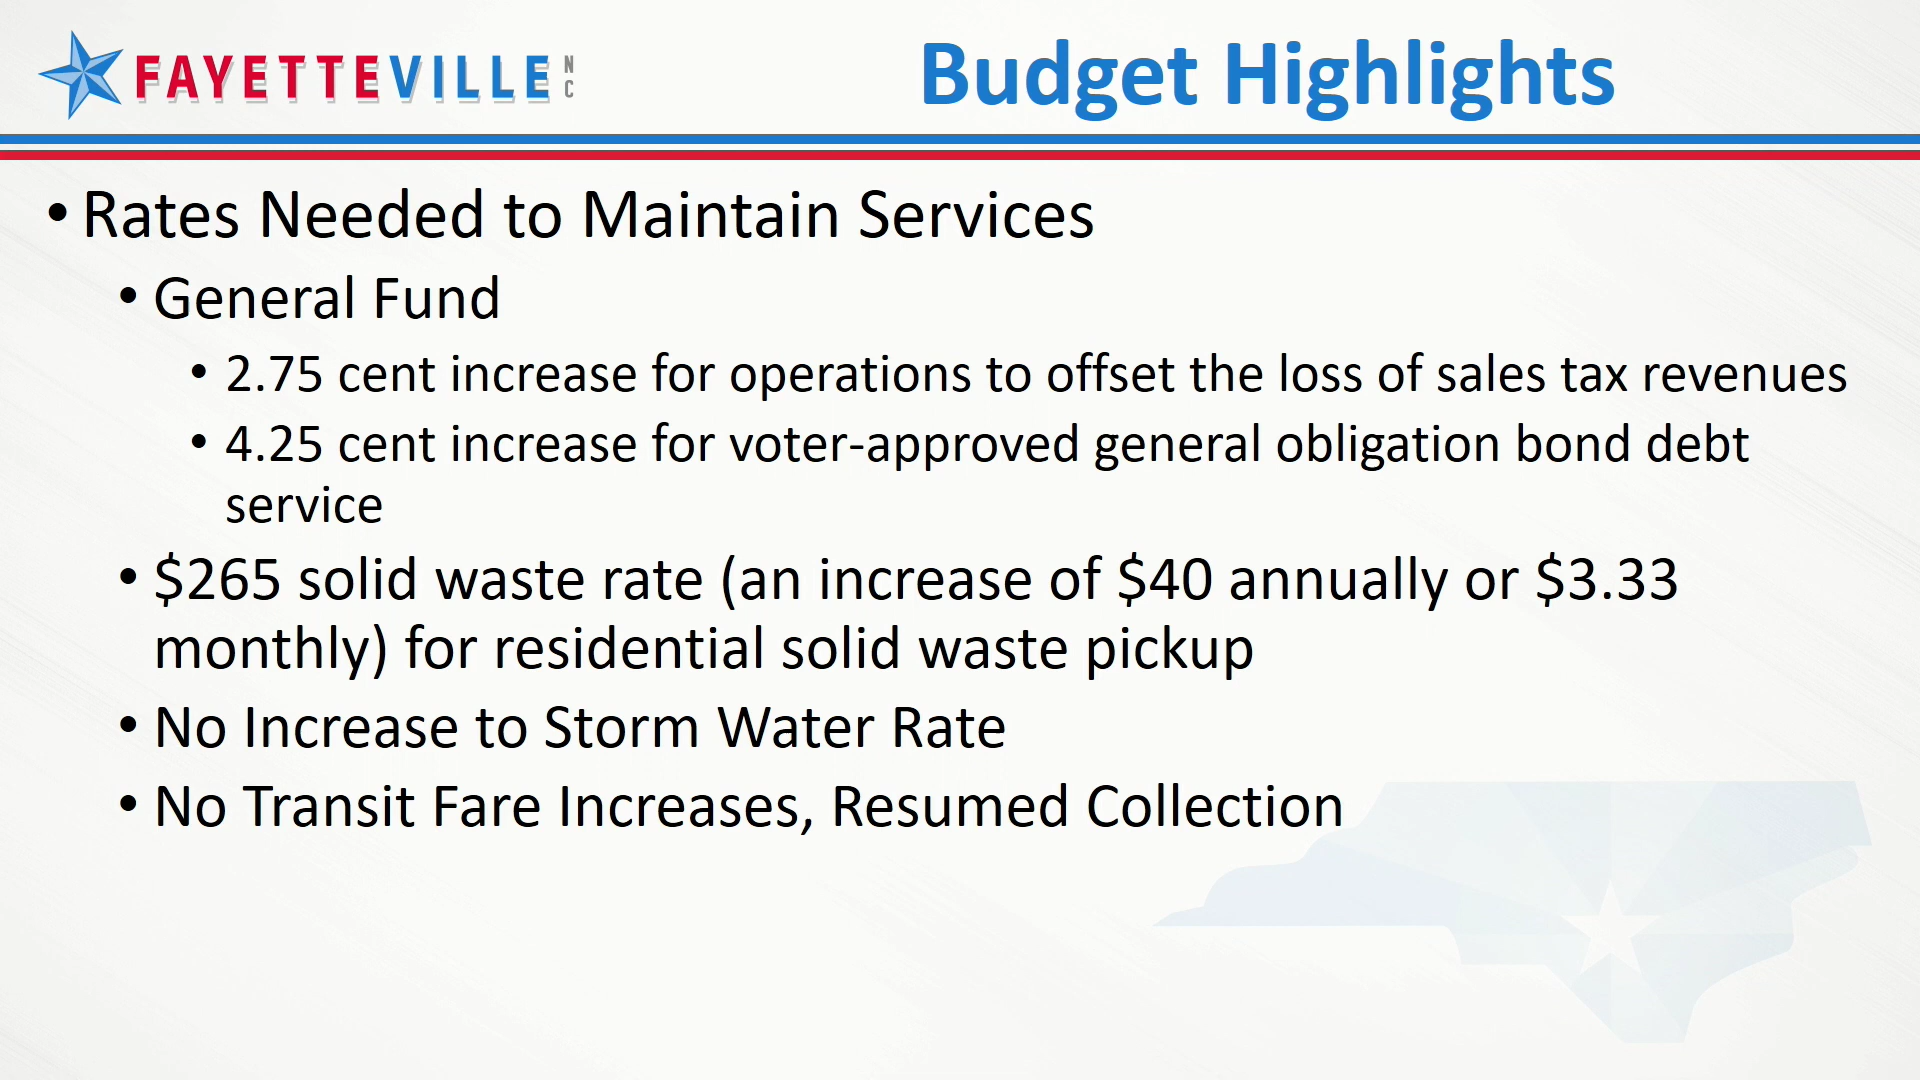 FAYETTEVILLE NC
Budget Highlights
• Rates Needed to Maintain Services
• General Fund
• 2.75 cent increase for operations to offset the loss of sales tax revenues
• 4.25 cent increase for voter-approved general obligation bond debt
service
• $265 solid waste rate (an increase of $40 annually or $3.33
monthly) for residential solid waste pickup
• No Increase to Storm Water Rate
• No Transit Fare Increases, Resumed Collection